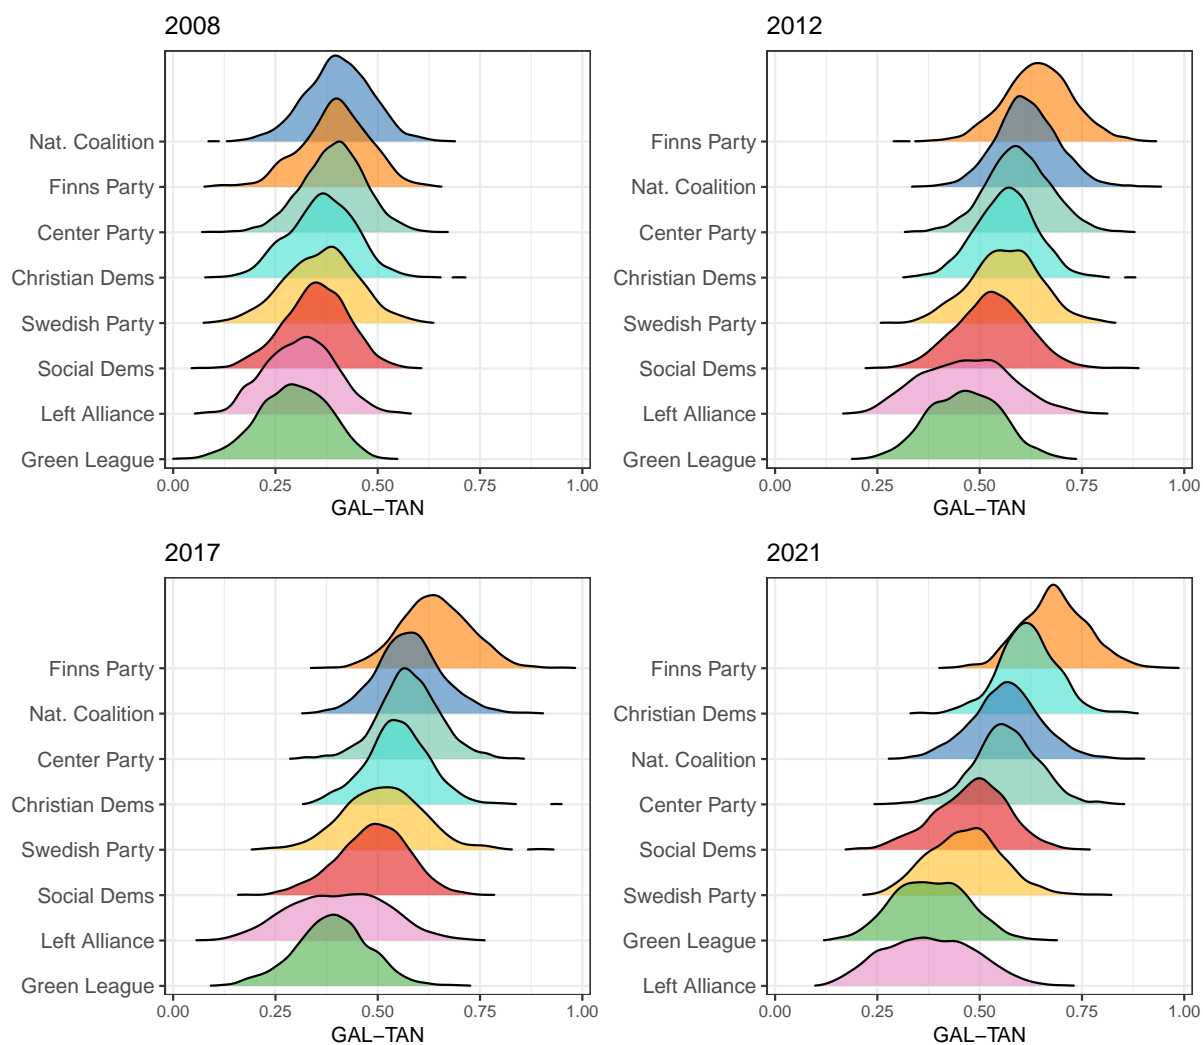 2008
Nat. Coalition
Finns Party
Center Party
Christian Dems
Swedish Party
Social Dems
Left Alliance
Green League
0.00 0.25 0.50 0.75 1.00
GAL−TAN
2012
Finns Party
Nat. Coalition
Center Party
Christian Dems
Swedish Party
Social Dems
Left Alliance
Green League
0.00 0.25 0.50 0.75 1.00
GAL−TAN
2017
Finns Party
Nat. Coalition
Center Party
Christian Dems
Swedish Party
Social Dems
Left Alliance
Green League
0.00 0.25 0.50 0.75 1.00
GAL−TAN
2021
Finns Party
Christian Dems
Nat. Coalition
Center Party
Social Dems
Swedish Party
Green League
Left Alliance
0.00 0.25 0.50 0.75 1.00
GAL−TAN